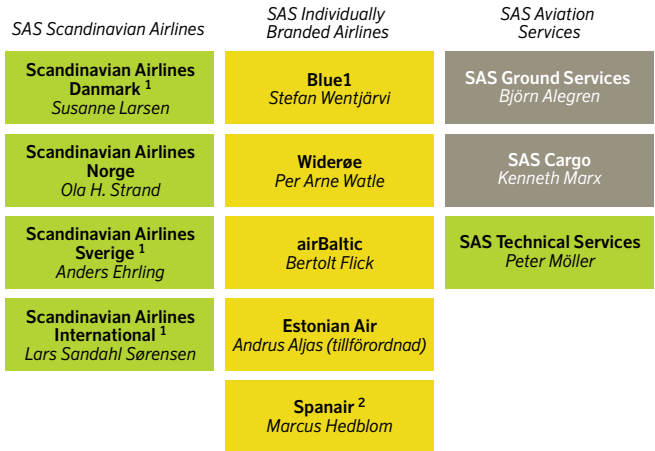 SAS Scandinavian Airlines
Scandinavian Airlines
Danmark 1
Susanne Larsen
Scandinavian Airlines
Norge
Ola H. Strand
Scandinavian Airlines
Sverige 1
Anders Ehrling
Scandinavian Airlines
International 1
Lars Sandahl Sørensen
SAS Individually
Branded Airlines
Blue1
Stefan Wentjärvi
Widerøe
Per Arne Watle
airBaltic
Bertolt Flick
Estonian Air
Andrus Aljas (tillförordnad)
Spanair 2
Marcus Hedblom
SAS Aviation
Services
SAS Ground Services
Björn Alegren
SAS Cargo
Kenneth Marx
SAS Technical Services
Peter Möller